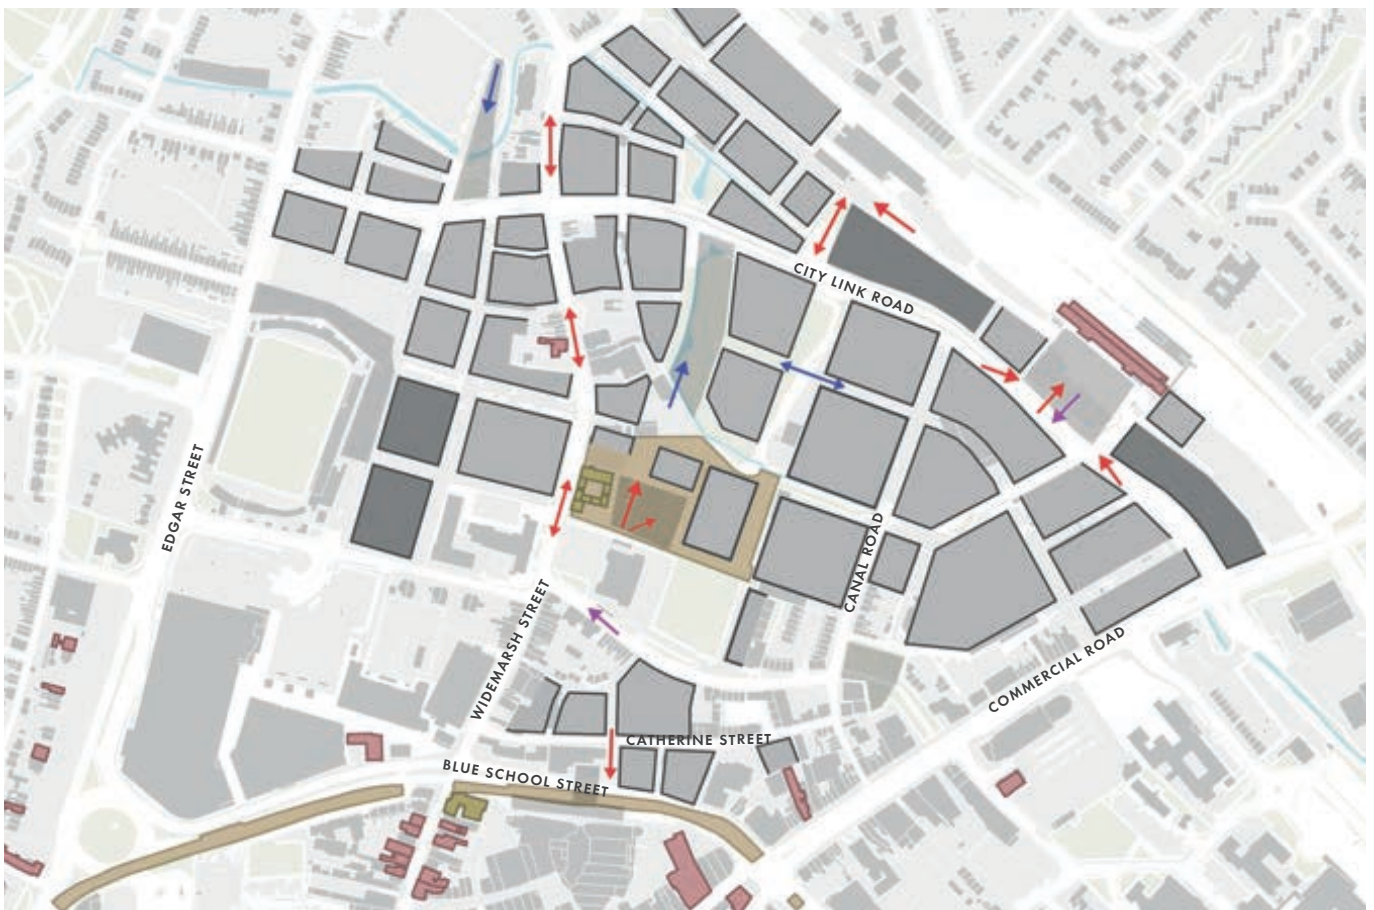 CITY LINK ROAD
EDGAR STREET
CANAL ROAD
WIDEMARSH STREET
COMMERCIAL ROAD
CATHERINE STREET
BLUE SCHOOL STREET